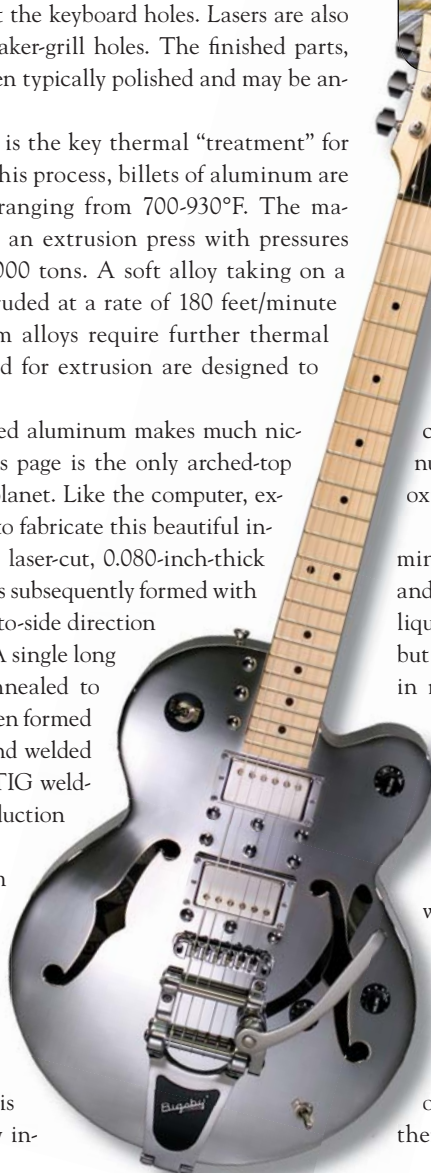 t the keyboard holes. Lasers are also
aker-grill holes. The finished parts,
en typically polished and may be an-
is the key thermal “treatment” for
his process, billets of aluminum are
ranging from 700-930°F. The ma-
an extrusion press with pressures
000 tons. A soft alloy taking on a
ruded at a rate of 180 feet/minute
m alloys require further thermal
d for extrusion are designed to
ed aluminum makes much nic-
s page is the only arched-top
lanet. Like the computer, ex-
to fabricate this beautiful in-
laser-cut, 0.080-inch-thick
s subsequently formed with
to-side direction
A single long
nnealed to
en formed
nd welded
TIG weld-
luction
n
is
in-
c
nu
ox
min
and
liqu
but
in
w
o
the
Bigsby